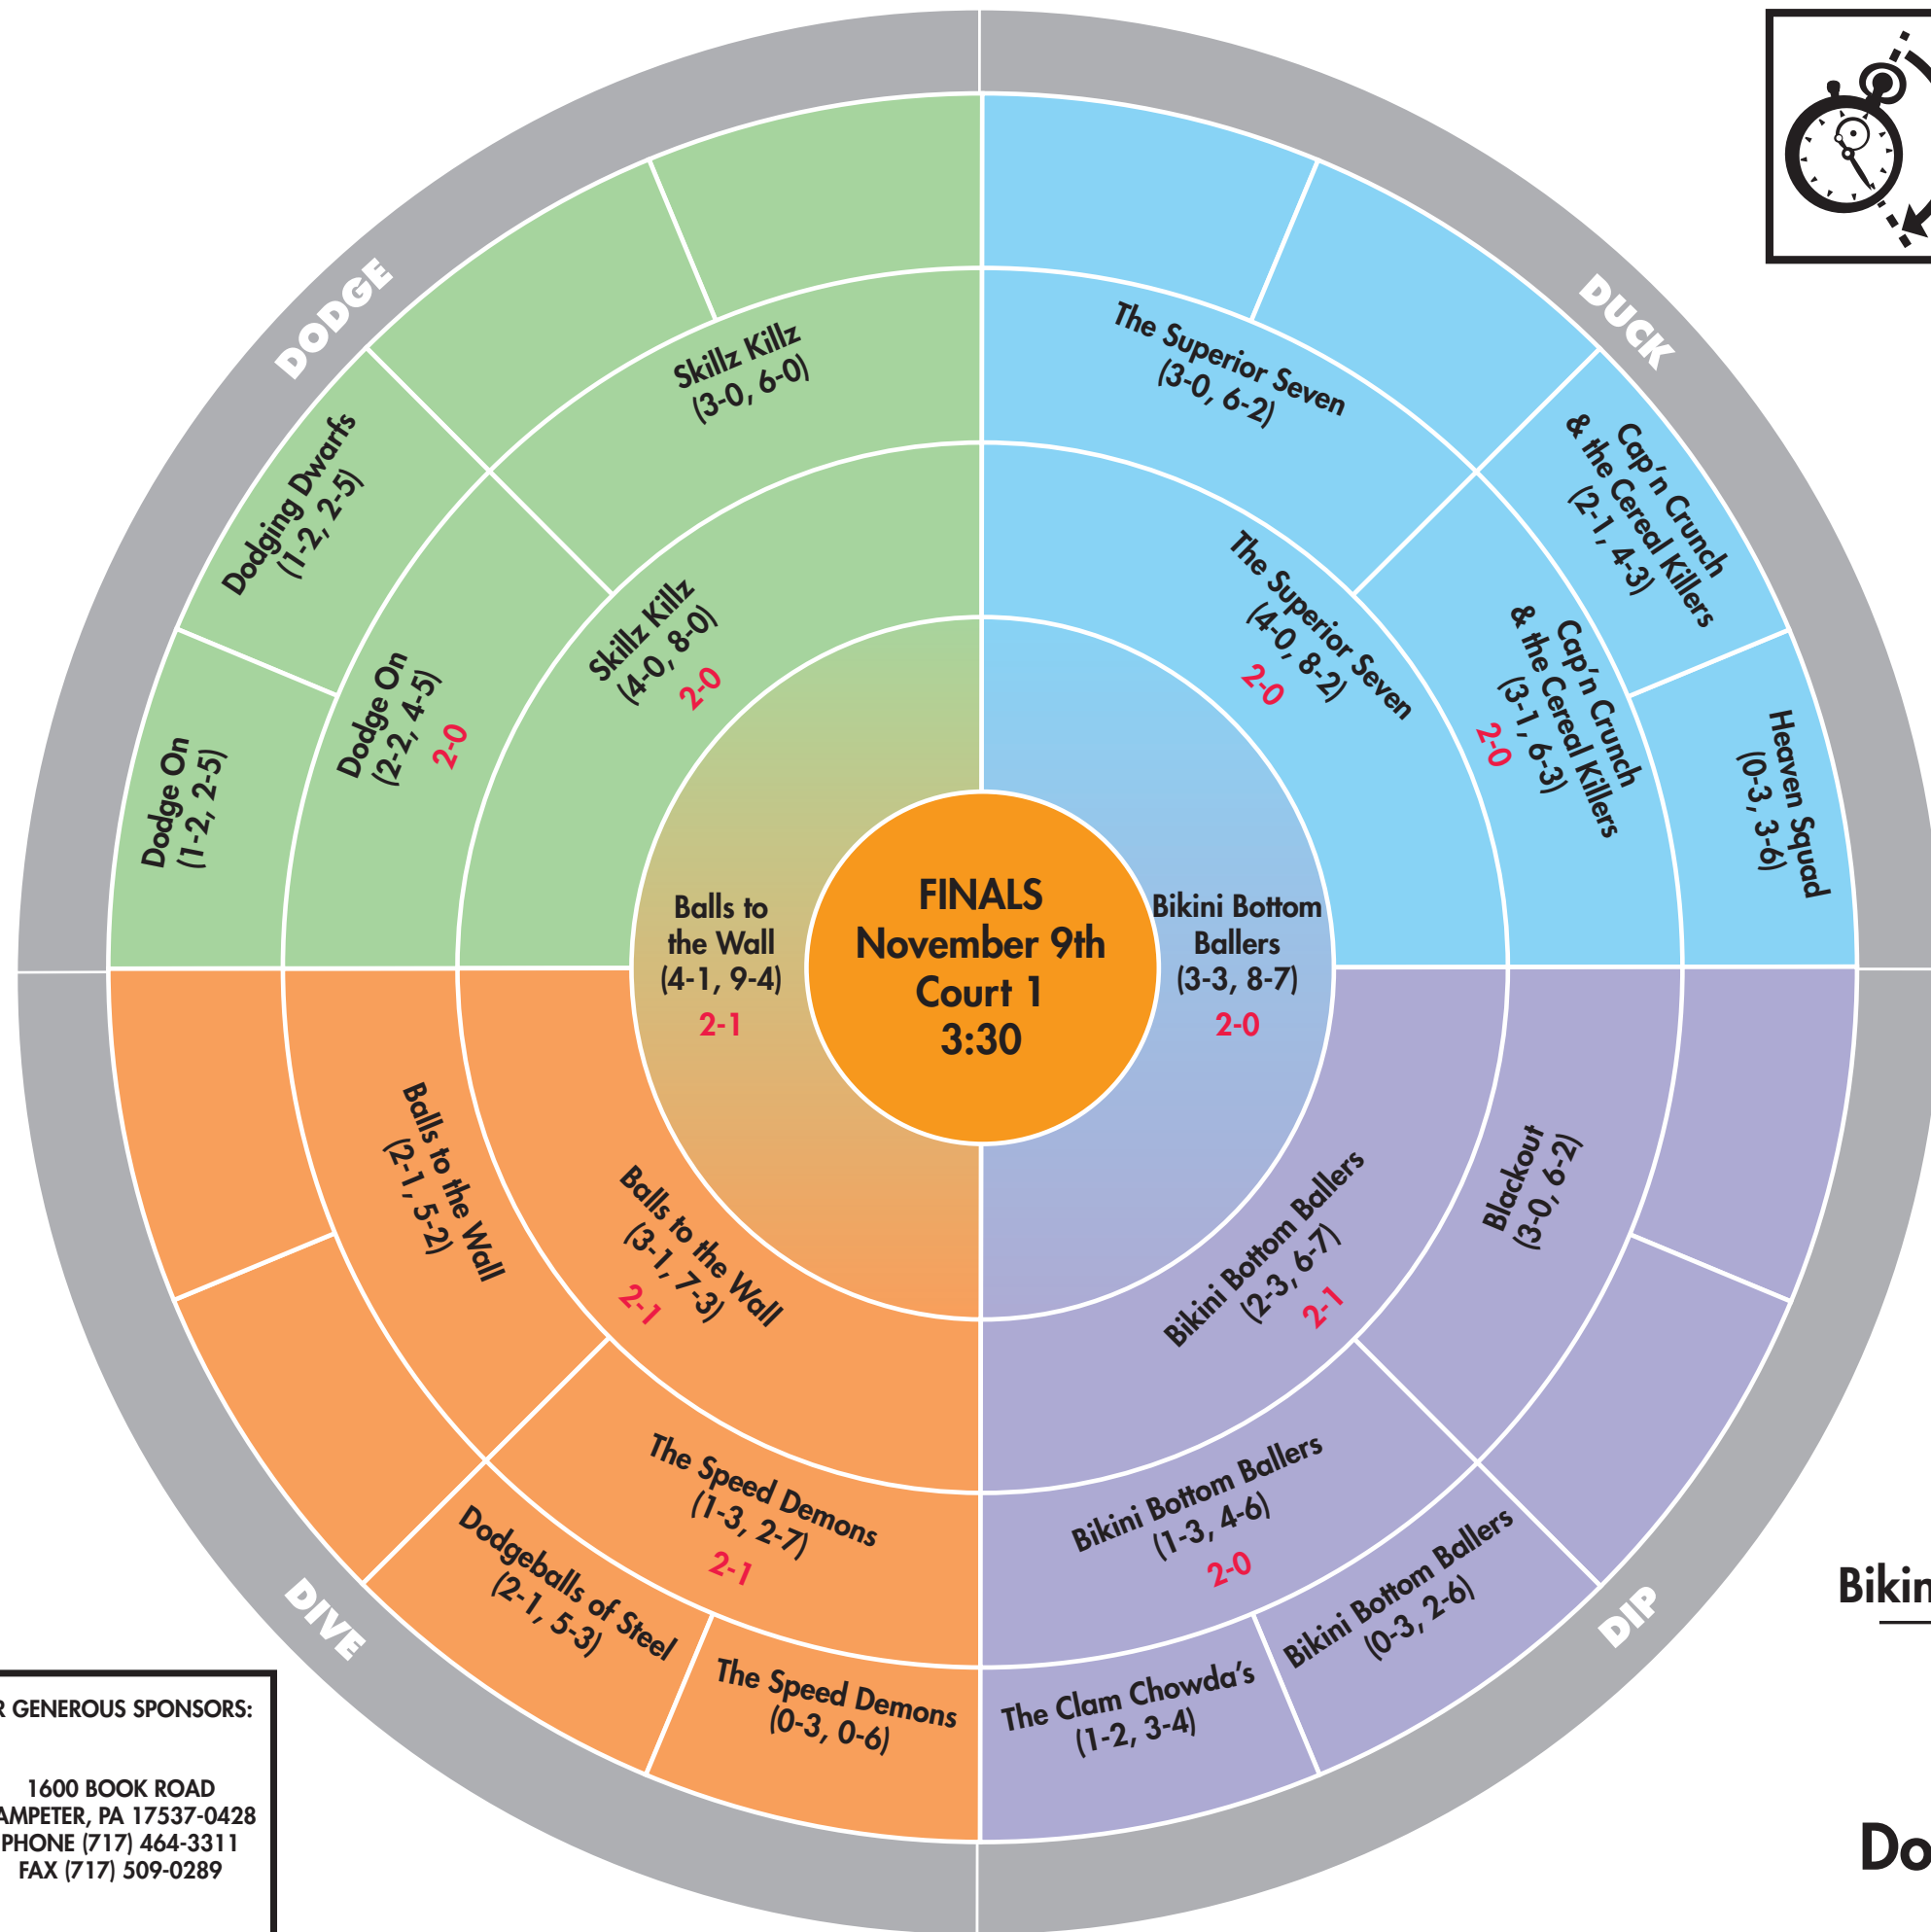 DODGE
Dodging Dwarfs
(1-2, 2-5)
Dodge On
(1-2, 2-5)
Dodge On
(2-2, 4-5)
2-0
Skillz Killz
(3-0, 6-0)
Skillz Killz
(4-0, 8-0)
2-0
DUCK
The Superior Seven
(3-0, 6-2)
The Superior Seven
(4-0, 8-2)
2-0
Cap'n Crunch
& the Cereal Killers
(2-1, 4-3)
Cap'n Crunch
& the Cereal Killers
(3-1, 6-3)
2-0
Heaven Squad
(0-3, 3-6)
Balls to
the Wall
(4-1, 9-4)
2-1
FINALS
November 9th
Court 1
3:30
Bikini Bottom
Ballers
(3-3, 8-7)
2-0
Balls to the Wall
(2-1, 5-2)
Balls to the Wall
(3-1, 7-3)
2-1
The Speed Demons
(1-3, 2-7)
2-1
Dodgeballs of Steel
(2-1, 5-3)
The Speed Demons
(0-3, 0-6)
DIVE
Bikini Bottom Ballers
(2-3, 6-7)
2-1
Blackout
(3-0, 6-2)
Bikini Bottom Ballers
(1-3, 4-6)
2-0
Bikini Bottom Ballers
(0-3, 2-6)
The Clam Chowda's
(1-2, 3-4)
DIP
Bikin
Do
R GENEROUS SPONSORS:
1600 BOOK ROAD
AMPETER, PA 17537-0428
PHONE (717) 464-3311
FAX (717) 509-0289